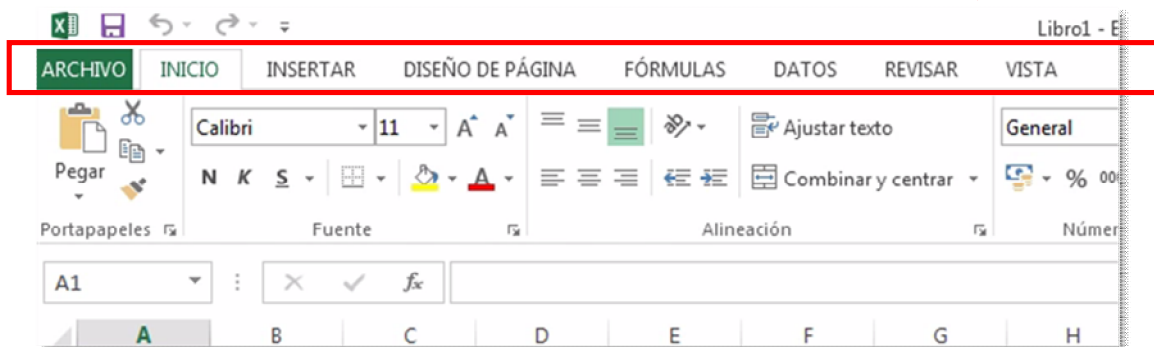 Libro1 - E
ARCHIVO INICIO INSERTAR DISEÑO DE PÁGINA FÓRMULAS DATOS REVISAR VISTA
Calibri 11 A A Ajustar texto General
Pegar N K S A Combinar y centrar % 000
Portapapeles Fuente Alineación Númer
A1 fx
A B C D E F G H